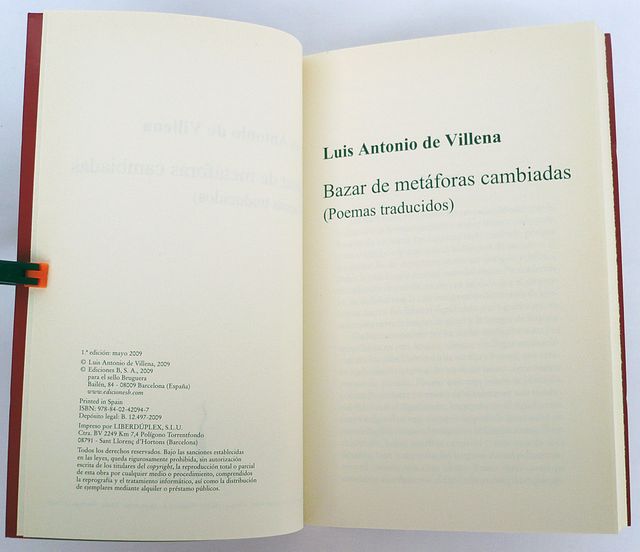 1.ª edición: mayo 2009
© Luis Antonio de Villena, 2009
© Ediciones B, S. A., 2009
para el sello Bruguera
Bailén, 84 - 08009 Barcelona (España)
www.edicionesb.com
Printed in Spain
ISBN: 978-84-02-42094-7
Depósito legal: B. 12.497-2009
Impreso por LIBERDÚPLEX, S.L.U.
Ctra. BV 2249 Km 7,4 Polígono Torrentfondo
08791 - Sant Llorenç d'Hortons (Barcelona)
Todos los derechos reservados. Bajo las sanciones establecidas
en las leyes, queda rigurosamente prohibida, sin autorización
escrita de los titulares del copyright, la reproducción total o parcial
de esta obra por cualquier medio o procedimiento, comprendidos
la reprografía y el tratamiento informático, así como la distribución
de ejemplares mediante alquiler o préstamo públicos.
Luis Antonio de Villena
Bazar de metáforas cambiadas
(Poemas traducidos)